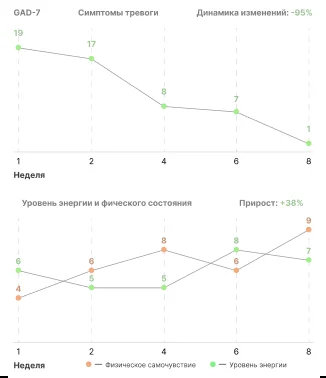 GAD-7 Симптомы тревоги Динамика изменений: -95%
19
17
8
7
1
1 2 4 6 8
Неделя
Уровень энергии и фического состояния Прирост: +38%
9
8 8
7
6 6 6
5 5
4
1 2 4 6 8
Неделя Физическое самочувствие Уровень энергии